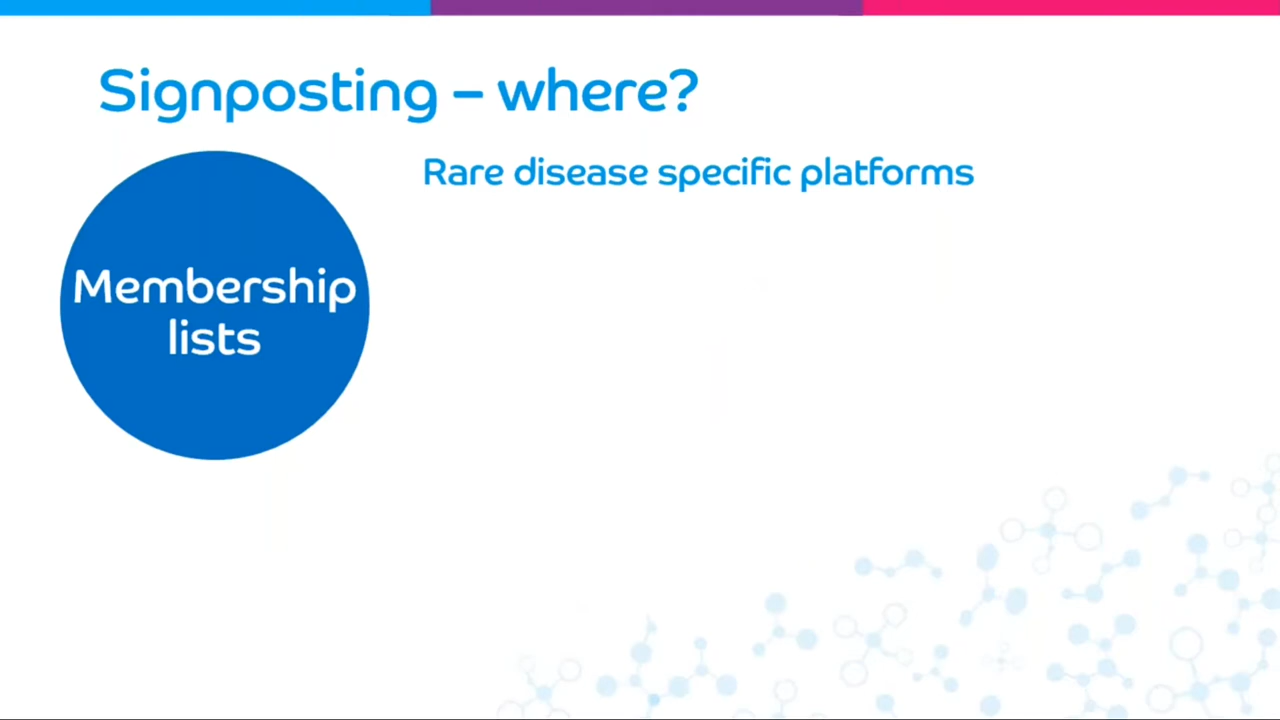 Signposting – where?
Rare disease specific platforms
Membership
lists